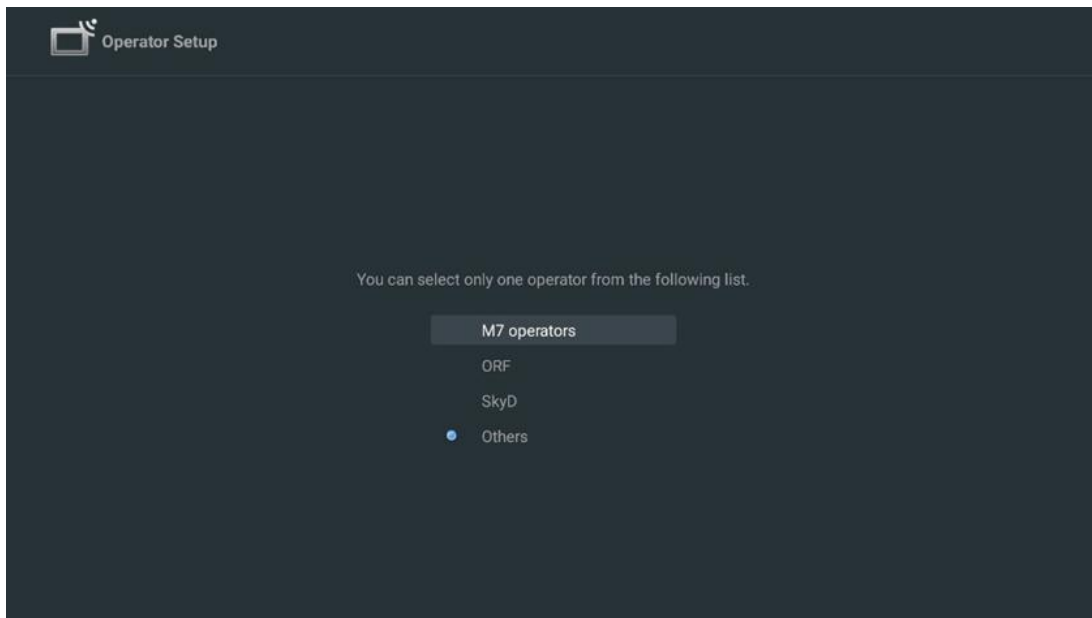 Operator Setup
You can select only one operator from the following list.
M7 operators
ORF
SkyD
Others